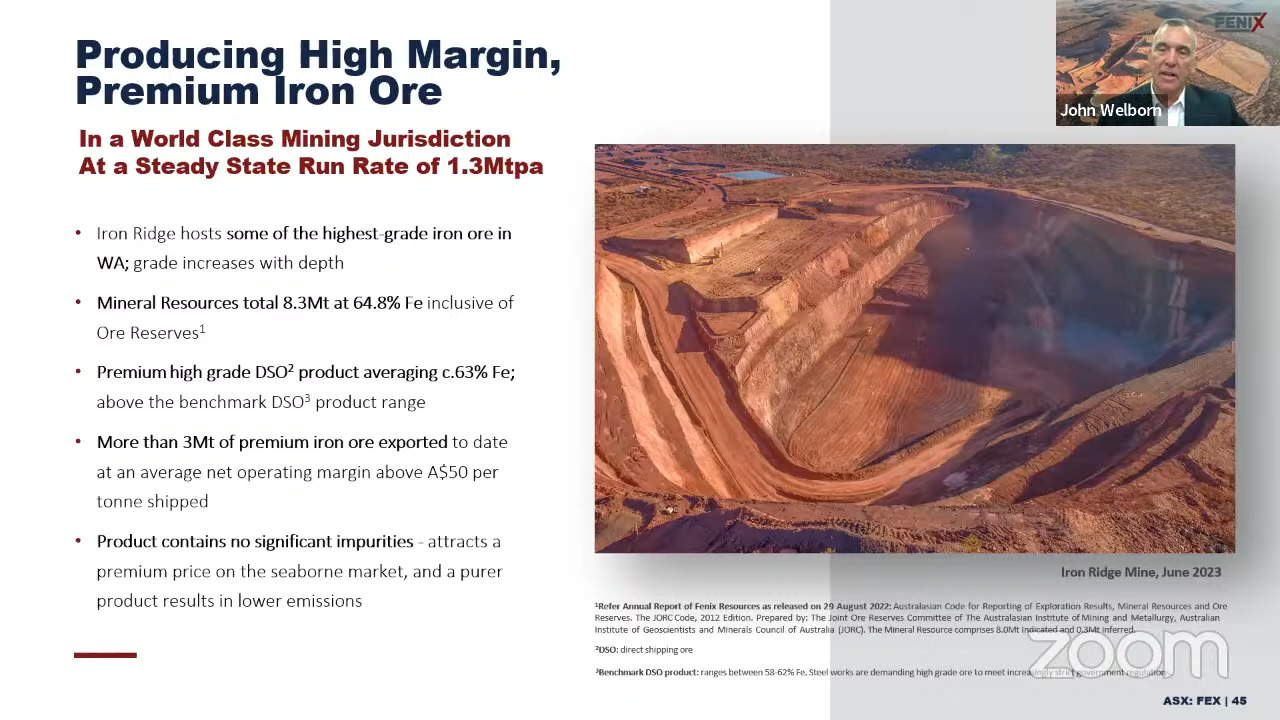 Producing High Margin,
Premium Iron Ore
In a World Class Mining Jurisdiction
At a Steady State Run Rate of 1.3Mtpa
• Iron Ridge hosts some of the highest-grade iron ore in
WA; grade increases with depth
• Mineral Resources total 8.3Mt at 64.8% Fe inclusive of
Ore Reserves1
• Premium high grade DSO2 product averaging c.63% Fe;
above the benchmark DSO3 product range
• More than 3Mt of premium iron ore exported to date
at an average net operating margin above A$50 per
tonne shipped
• Product contains no significant impurities - attracts a
premium price on the seaborne market, and a purer
product results in lower emissions
FENIX
John Welborn
Iron Ridge Mine, June 2023
1Refer Annual Report of Fenix Resources as released on 29 August 2022: Australasian Code for Reporting of Exploration Results, Mineral Resources and Ore
Reserves. The JORC Code, 2012 Edition. Prepared by: The Joint Ore Reserves Committee of The Australasian Institute of Mining and Metallurgy, Australian
Institute of Geoscientists and Minerals Council of Australia (JORC). The Mineral Resource comprises 8.0Mt Indicated and 0.3Mt Inferred.
2DSO: direct shipping ore
3Benchmark DSO product: ranges between 58-62% Fe. Steel works are demanding high grade ore to meet increasingly strict government regulations.
zoom
ASX: FEX | 45